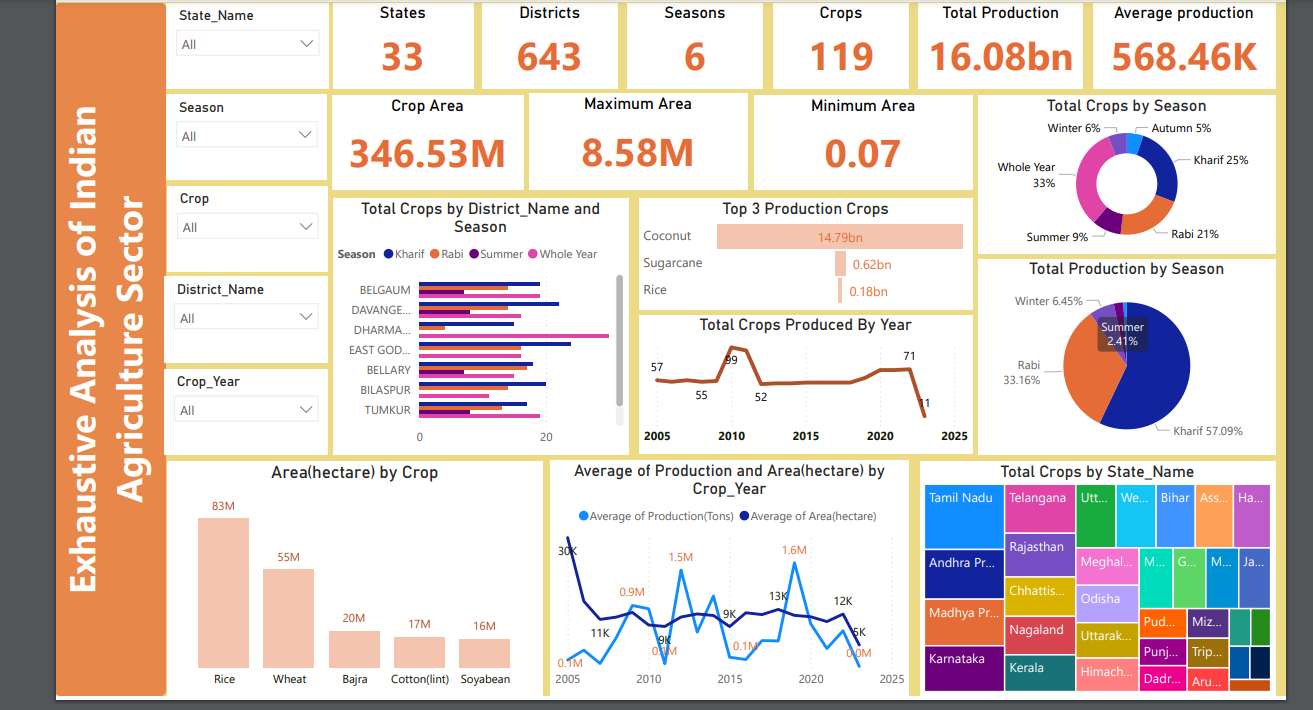 Exhaustive Analysis of Indian
Agriculture Sector
State_Name
All
Season
All
Crop
All
District_Name
All
Crop_Year
All
States
33
Districts
643
Seasons
6
Crops
119
Total Production
16.08bn
Average production
568.46K
Crop Area
346.53M
Maximum Area
8.58M
Minimum Area
0.07
Total Crops by Season
Winter 6%
Autumn 5%
Kharif 25%
Whole Year
33%
Summer 9%
Rabi 21%
Total Crops by District_Name and
Season
Season Kharif Rabi Summer Whole Year
BELGAUM
DAVANGE...
DHARMA...
EAST GOD...
BELLARY
BILASPUR
TUMKUR
0 20
Top 3 Production Crops
Coconut 14.79bn
Sugarcane 0.62bn
Rice 0.18bn
Total Crops Produced By Year
57
55
99
52
71
11
2005 2010 2015 2020 2025
Total Production by Season
Winter 6.45%
Summer
2.41%
Rabi
33.16%
Kharif 57.09%
Area(hectare) by Crop
83M
55M
20M
17M
16M
Rice Wheat Bajra Cotton(lint) Soyabean
Average of Production and Area(hectare) by
Crop_Year
Average of Production(Tons) Average of Area(hectare)
30K
0.1M
11K
0.9M
9K
0.1M
1.5M
9K
0.1M
13K
1.6M
12K
5K
0.0M
2005 2010 2015 2020 2025
Total Crops by State_Name
Tamil Nadu
Andhra Pr...
Madhya Pr...
Karnataka
Telangana
Rajasthan
Chhattis...
Nagaland
Kerala
Utt...
We...
Bihar
Ass...
Ha...
Meghal...
Odisha
Uttarak...
Himach...
M...
G...
M...
Ja...
Pud...
Punj...
Dadr...
Miz...
Trip...
Aru...